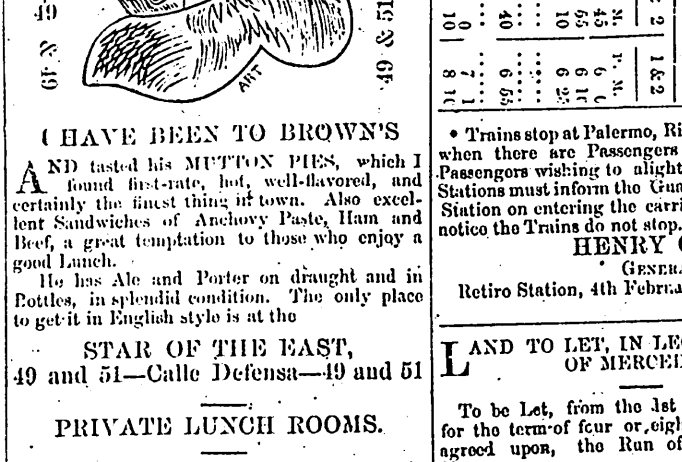 49
49 & 51
49 &
ART
I HAVE BEEN TO BROWN'S
AND tasted his MUTTON PIES, which I
found first-rate, hot, well-flavored, and
certainly the finest thing in town. Also excel-
lent Sandwiches of Anchovy Paste, Ham and
Beef, a great temptation to those who enjoy a
good Lunch.
He has Ale and Porter on draught and in
Bottles, in splendid condition. The only place
to get it in English style is at the
STAR OF THE EAST,
49 and 51—Calle Defensa—49 and 51
PRIVATE LUNCH ROOMS.
1 & 2
P. M.
• Trains stop at Palermo, Ri
when there are Passengers
Passengers wishing to alight
Stations must inform the Gua
Station on entering the carri
notice the Trains do not stop.
HENRY
GENERA
Retiro Station, 4th Februa
LAND TO LET, IN LE
OF MERCED
To be Let, from the 1st
for the term of four or eigh
agreed upon, the Run of